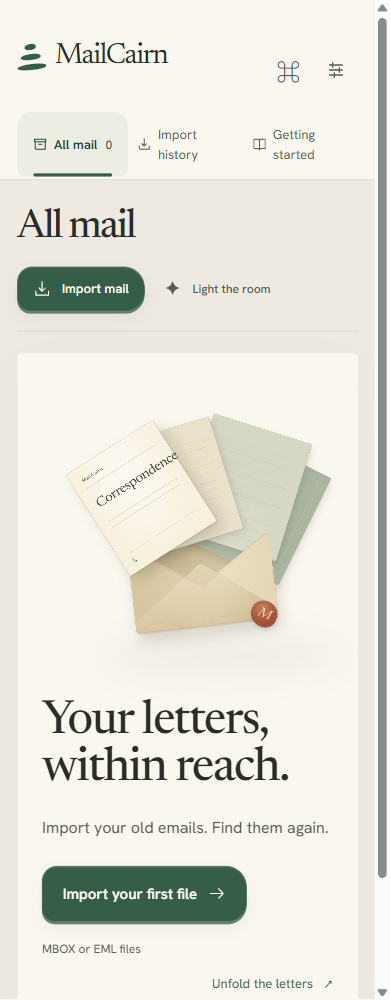 MailCairn
All mail 0
Import
history
Getting
started
All mail
Import mail
Light the room
MailCairn
Correspondence
M
Your letters,
within reach.
Import your old emails. Find them again.
Import your first file →
MBOX or EML files
Unfold the letters ↗